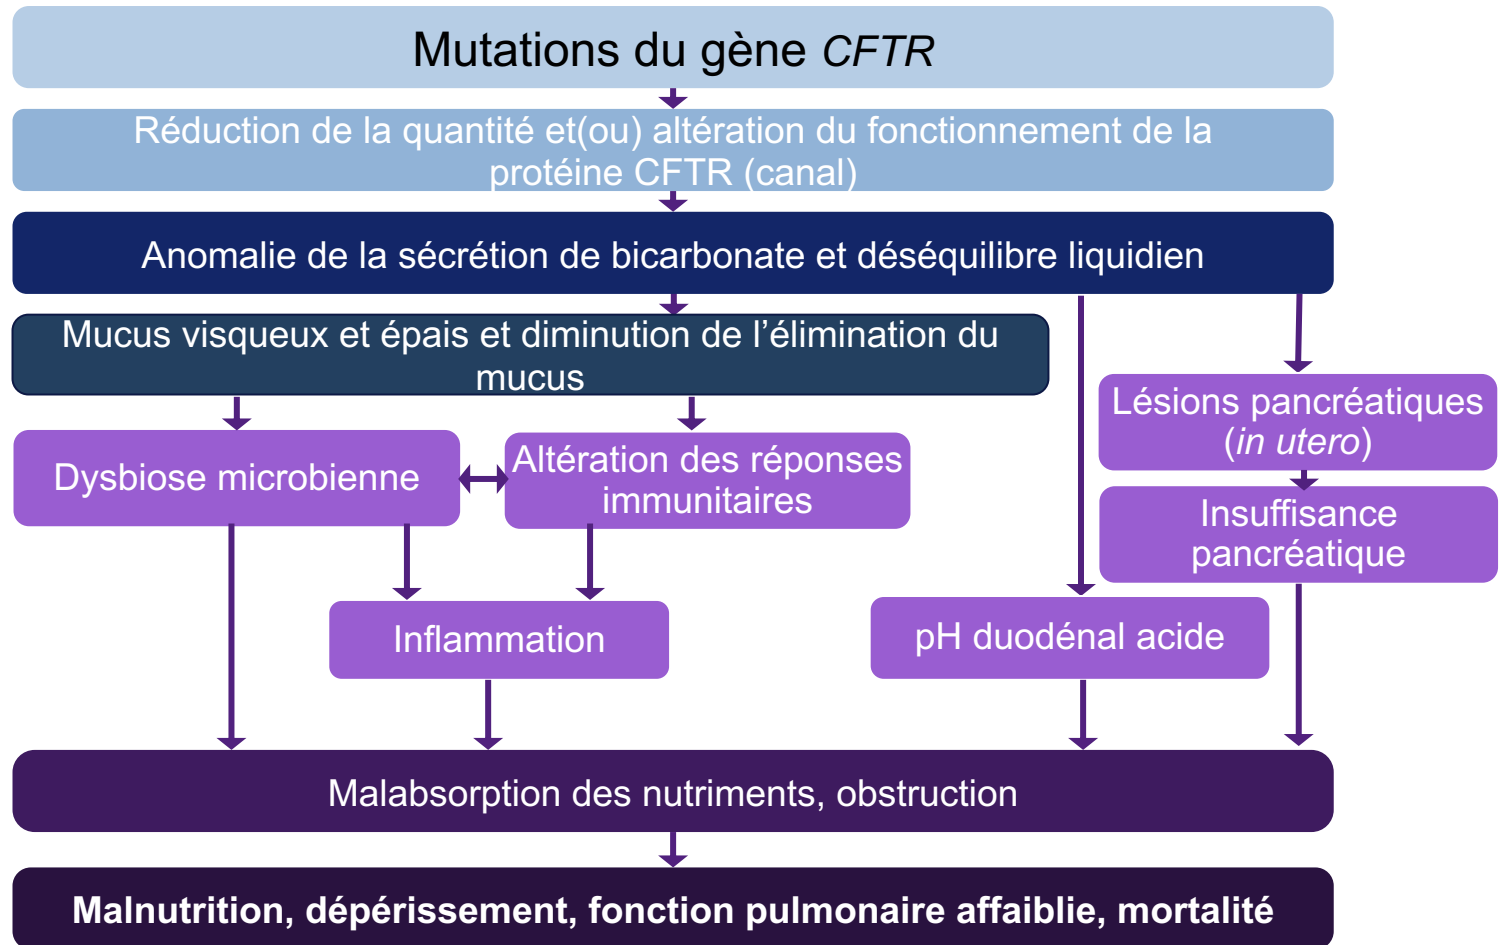 Mutations du gène CFTR
Réduction de la quantité et(ou) altération du fonctionnement de la
protéine CFTR (canal)
Anomalie de la sécrétion de bicarbonate et déséquilibre liquidien
Mucus visqueux et épais et diminution de l’élimination du
mucus
Lésions pancréatiques
(in utero)
Dysbiose microbienne
Altération des réponses
immunitaires
Insuffisance
pancréatique
Inflammation
pH duodénal acide
Malabsorption des nutriments, obstruction
Malnutrition, dépérissement, fonction pulmonaire affaiblie, mortalité